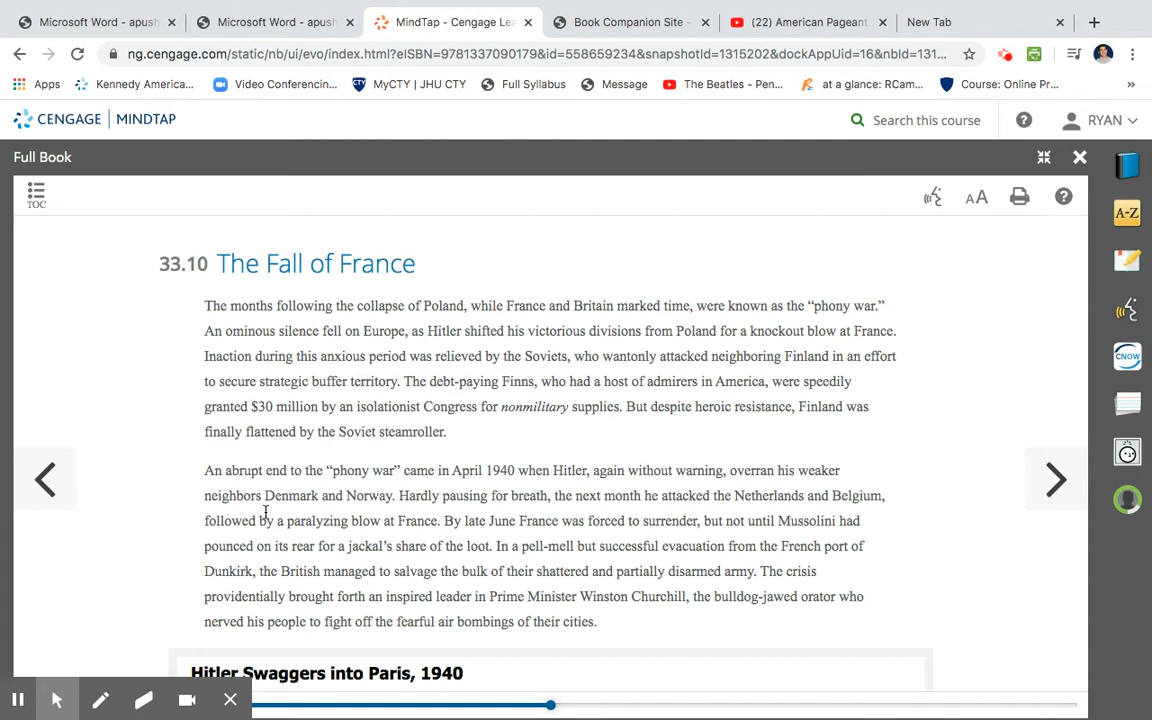 Microsoft Word - apush
Microsoft Word - apush
MindTap - Cengage Lea
Book Companion Site -
(22) American Pageant
New Tab
ng.cengage.com/static/nb/ui/evo/index.html?eISBN=9781337090179&id=558659234&snapshotId=1315202&dockAppUid=16&nbId=131...
Apps
Kennedy America...
Video Conferencin...
MyCTY | JHU CTY
Full Syllabus
Message
The Beatles - Pen...
at a glance: RCam...
Course: Online Pr...
»
CENGAGE | MINDTAP
Search this course
RYAN
Full Book
TOC
AA
A-Z
CNOW
33.10 The Fall of France
The months following the collapse of Poland, while France and Britain marked time, were known as the “phony war.”
An ominous silence fell on Europe, as Hitler shifted his victorious divisions from Poland for a knockout blow at France.
Inaction during this anxious period was relieved by the Soviets, who wantonly attacked neighboring Finland in an effort
to secure strategic buffer territory. The debt-paying Finns, who had a host of admirers in America, were speedily
granted $30 million by an isolationist Congress for nonmilitary supplies. But despite heroic resistance, Finland was
finally flattened by the Soviet steamroller.
An abrupt end to the “phony war” came in April 1940 when Hitler, again without warning, overran his weaker
neighbors Denmark and Norway. Hardly pausing for breath, the next month he attacked the Netherlands and Belgium,
followed by a paralyzing blow at France. By late June France was forced to surrender, but not until Mussolini had
pounced on its rear for a jackal’s share of the loot. In a pell-mell but successful evacuation from the French port of
Dunkirk, the British managed to salvage the bulk of their shattered and partially disarmed army. The crisis
providentially brought forth an inspired leader in Prime Minister Winston Churchill, the bulldog-jawed orator who
nerved his people to fight off the fearful air bombings of their cities.
Hitler Swaggers into Paris, 1940